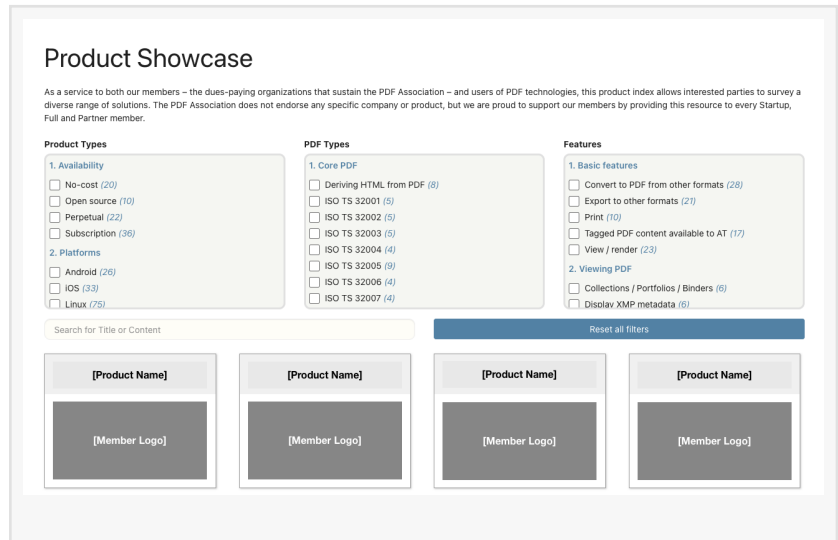 Product Showcase
As a service to both our members – the dues-paying organizations that sustain the PDF Association – and users of PDF technologies, this product index allows interested parties to survey a
diverse range of solutions. The PDF Association does not endorse any specific company or product, but we are proud to support our members by providing this resource to every Startup,
Full and Partner member.
Product Types
1. Availability
No-cost (20)
Open source (10)
Perpetual (22)
Subscription (36)
2. Platforms
Android (26)
iOS (33)
Linux (75)
PDF Types
1. Core PDF
Deriving HTML from PDF (8)
ISO TS 32001 (5)
ISO TS 32002 (5)
ISO TS 32003 (5)
ISO TS 32004 (4)
ISO TS 32005 (9)
ISO TS 32006 (4)
ISO TS 32007 (4)
Features
1. Basic features
Convert to PDF from other formats (28)
Export to other formats (21)
Print (10)
Tagged PDF content available to AT (17)
View / render (23)
2. Viewing PDF
Collections / Portfolios / Binders (6)
Display XMP metadata (6)
Search for Title or Content
Reset all filters
[Product Name]
[Member Logo]
[Product Name]
[Member Logo]
[Product Name]
[Member Logo]
[Product Name]
[Member Logo]